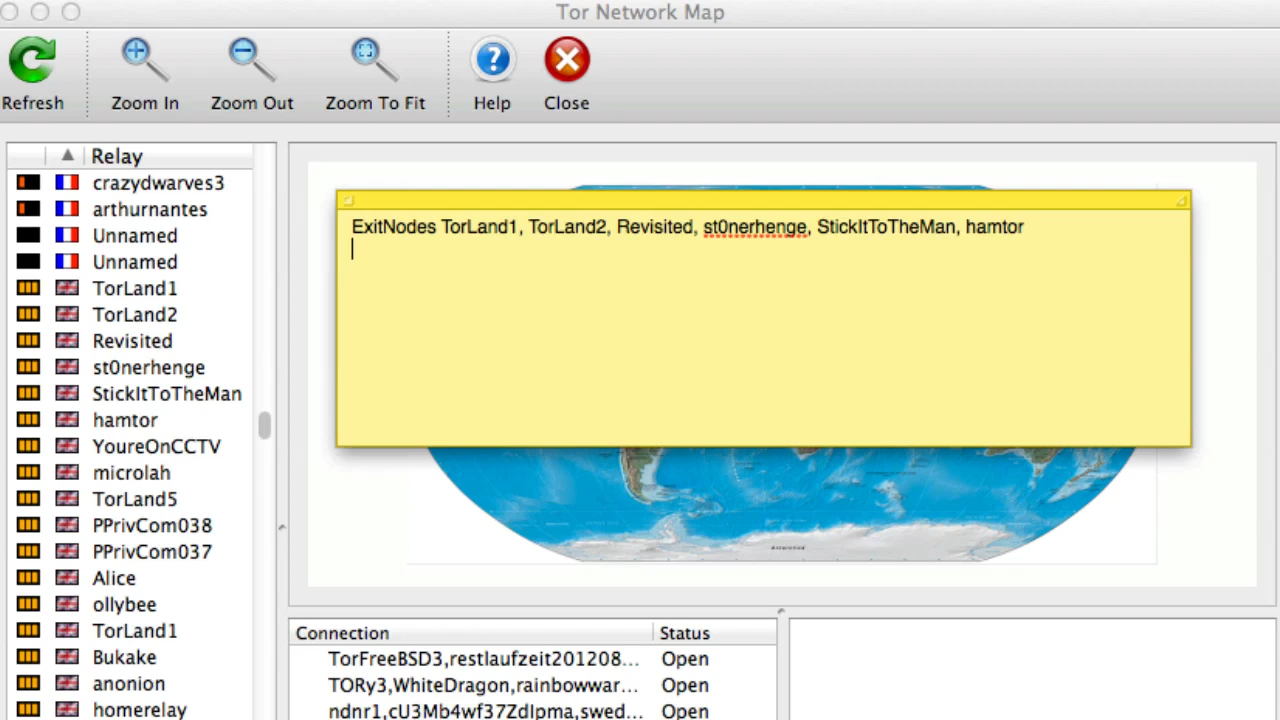 Tor Network Map
Refresh
Zoom In
Zoom Out
Zoom To Fit
Help
Close
Relay
crazydwarves3
arthurnantes
Unnamed
Unnamed
TorLand1
TorLand2
Revisited
st0nerhenge
StickItToTheMan
hamtor
YoureOnCCTV
microlah
TorLand5
PPrivCom038
PPrivCom037
Alice
ollybee
TorLand1
Bukake
anonion
homerelay
ExitNodes TorLand1, TorLand2, Revisited, st0nerhenge, StickItToTheMan, hamtor
Connection Status
TorFreeBSD3,restlaufzeit201208... Open
TORy3,WhiteDragon,rainbowwar... Open
ndnr1,cU3Mb4wf37Zdlpma,swed... Open